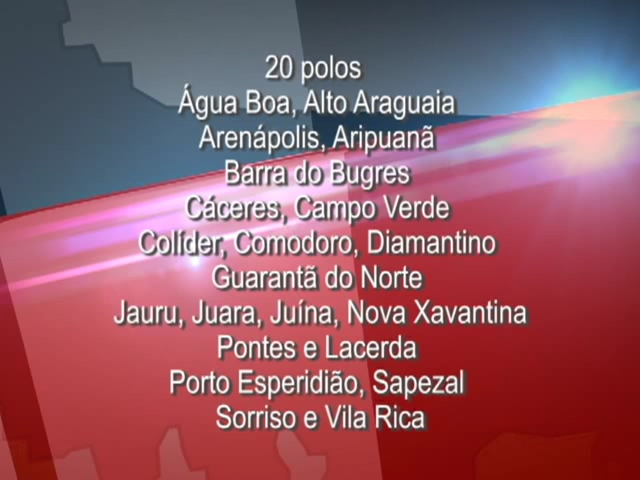 20 polos
Água Boa, Alto Araguaia
Arenápolis, Aripuanã
Barra do Bugres
Cáceres, Campo Verde
Colíder, Comodoro, Diamantino
Guarantã do Norte
Jauru, Juara, Juína, Nova Xavantina
Pontes e Lacerda
Porto Esperidião, Sapezal
Sorriso e Vila Rica